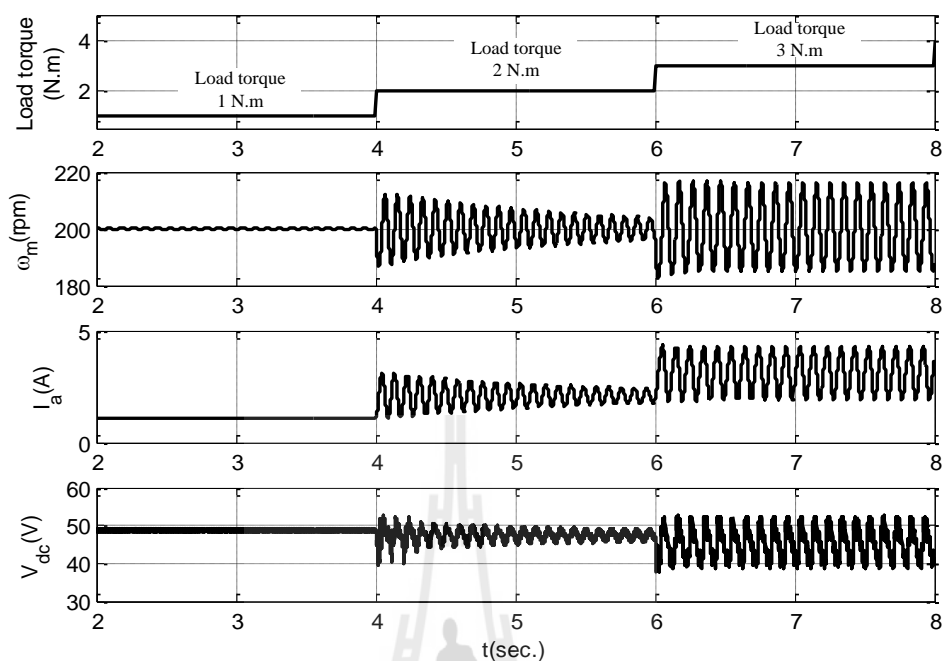 Load torque
(N.m)
4
2
Load torque
1 N.m
Load torque
2 N.m
Load torque
3 N.m
2 3 4 5 6 7 8
ω_m(rpm)
220
200
180
2 3 4 5 6 7 8
I_a(A)
5
0
2 3 4 5 6 7 8
V_dc(V)
60
50
40
30
2 3 4 5 6 7 8
t(sec.)